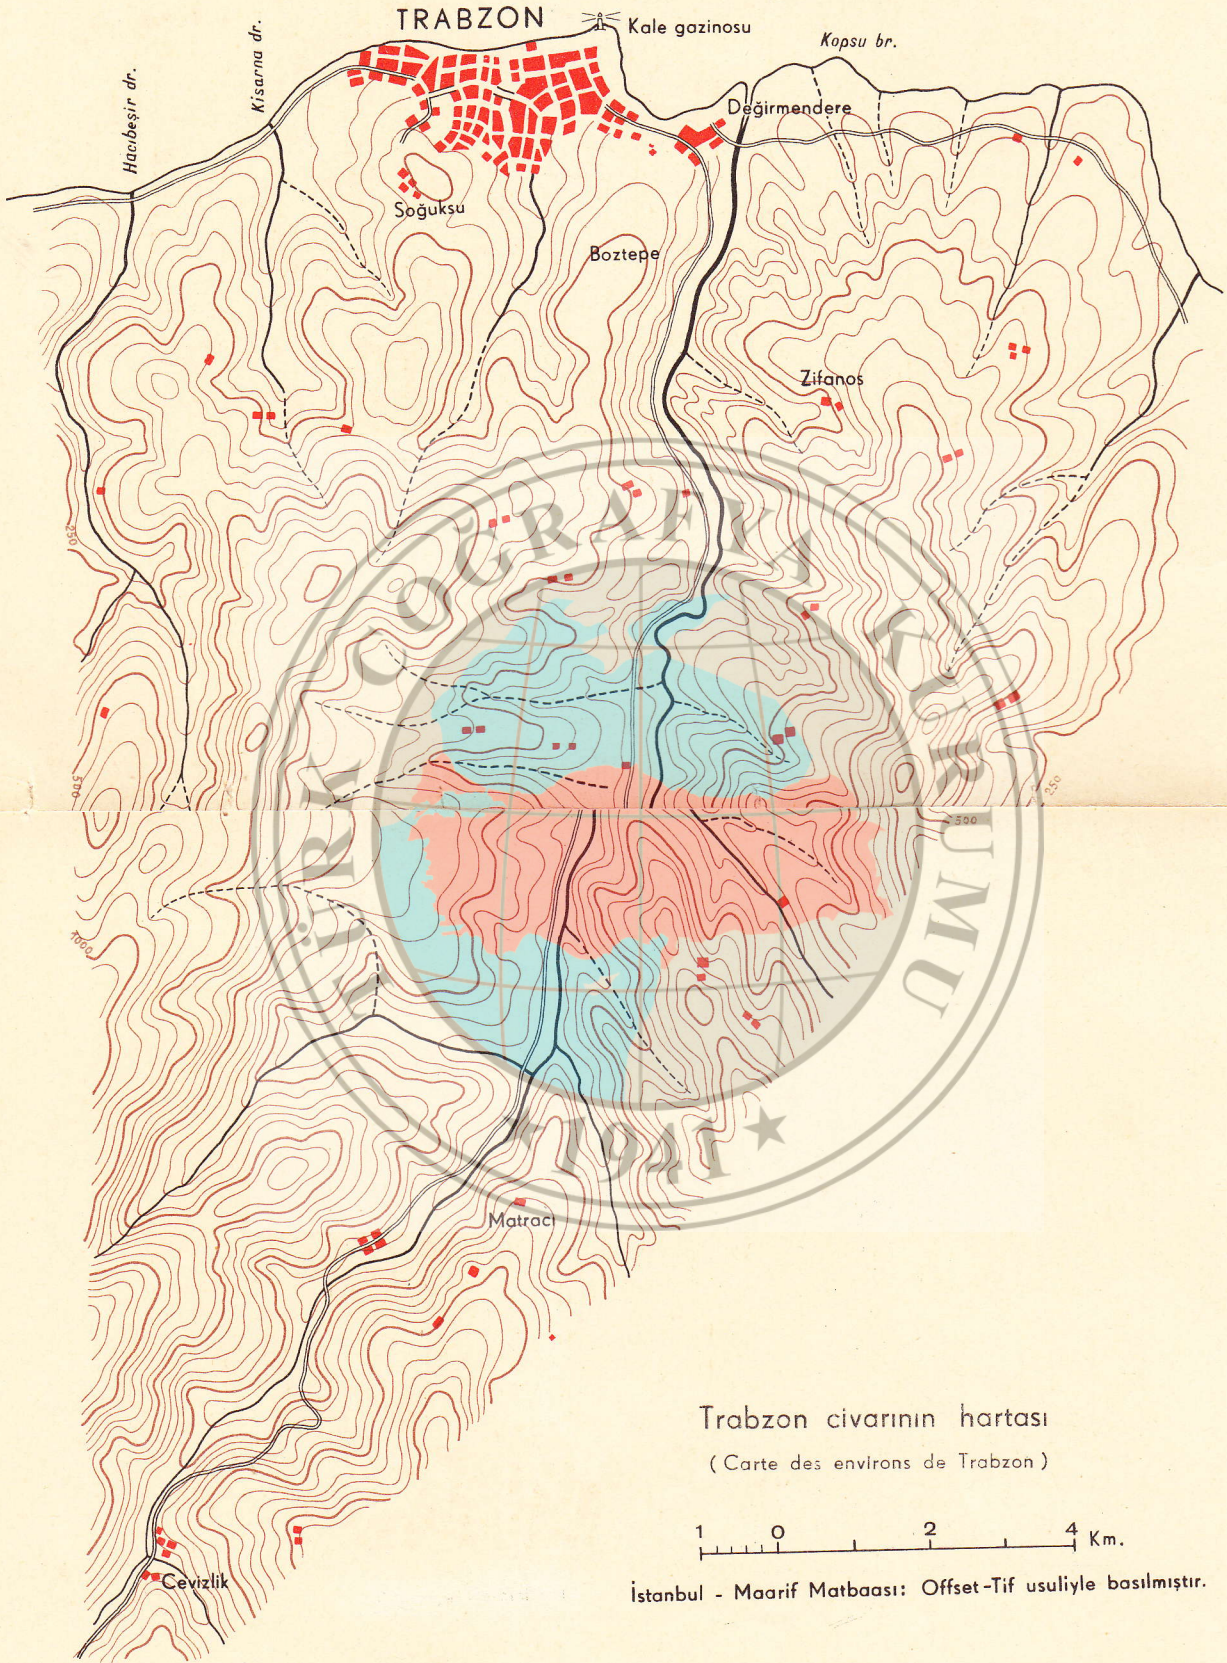 TRABZON
Kale gazinosu
Kopsu br.
Kisarna dr.
Hacıbeşir dr.
Değirmendere
Soğuksu
Boztepe
Zifanos
250
500
250
500
1000
TÜRK COĞRAFYA KURUMU
1941
Matracı
Cevizlik
Trabzon civarının hartası
(Carte des environs de Trabzon)
1 0 2 4 Km.
İstanbul - Maarif Matbaası: Offset-Tif usuliyle basılmıştır.